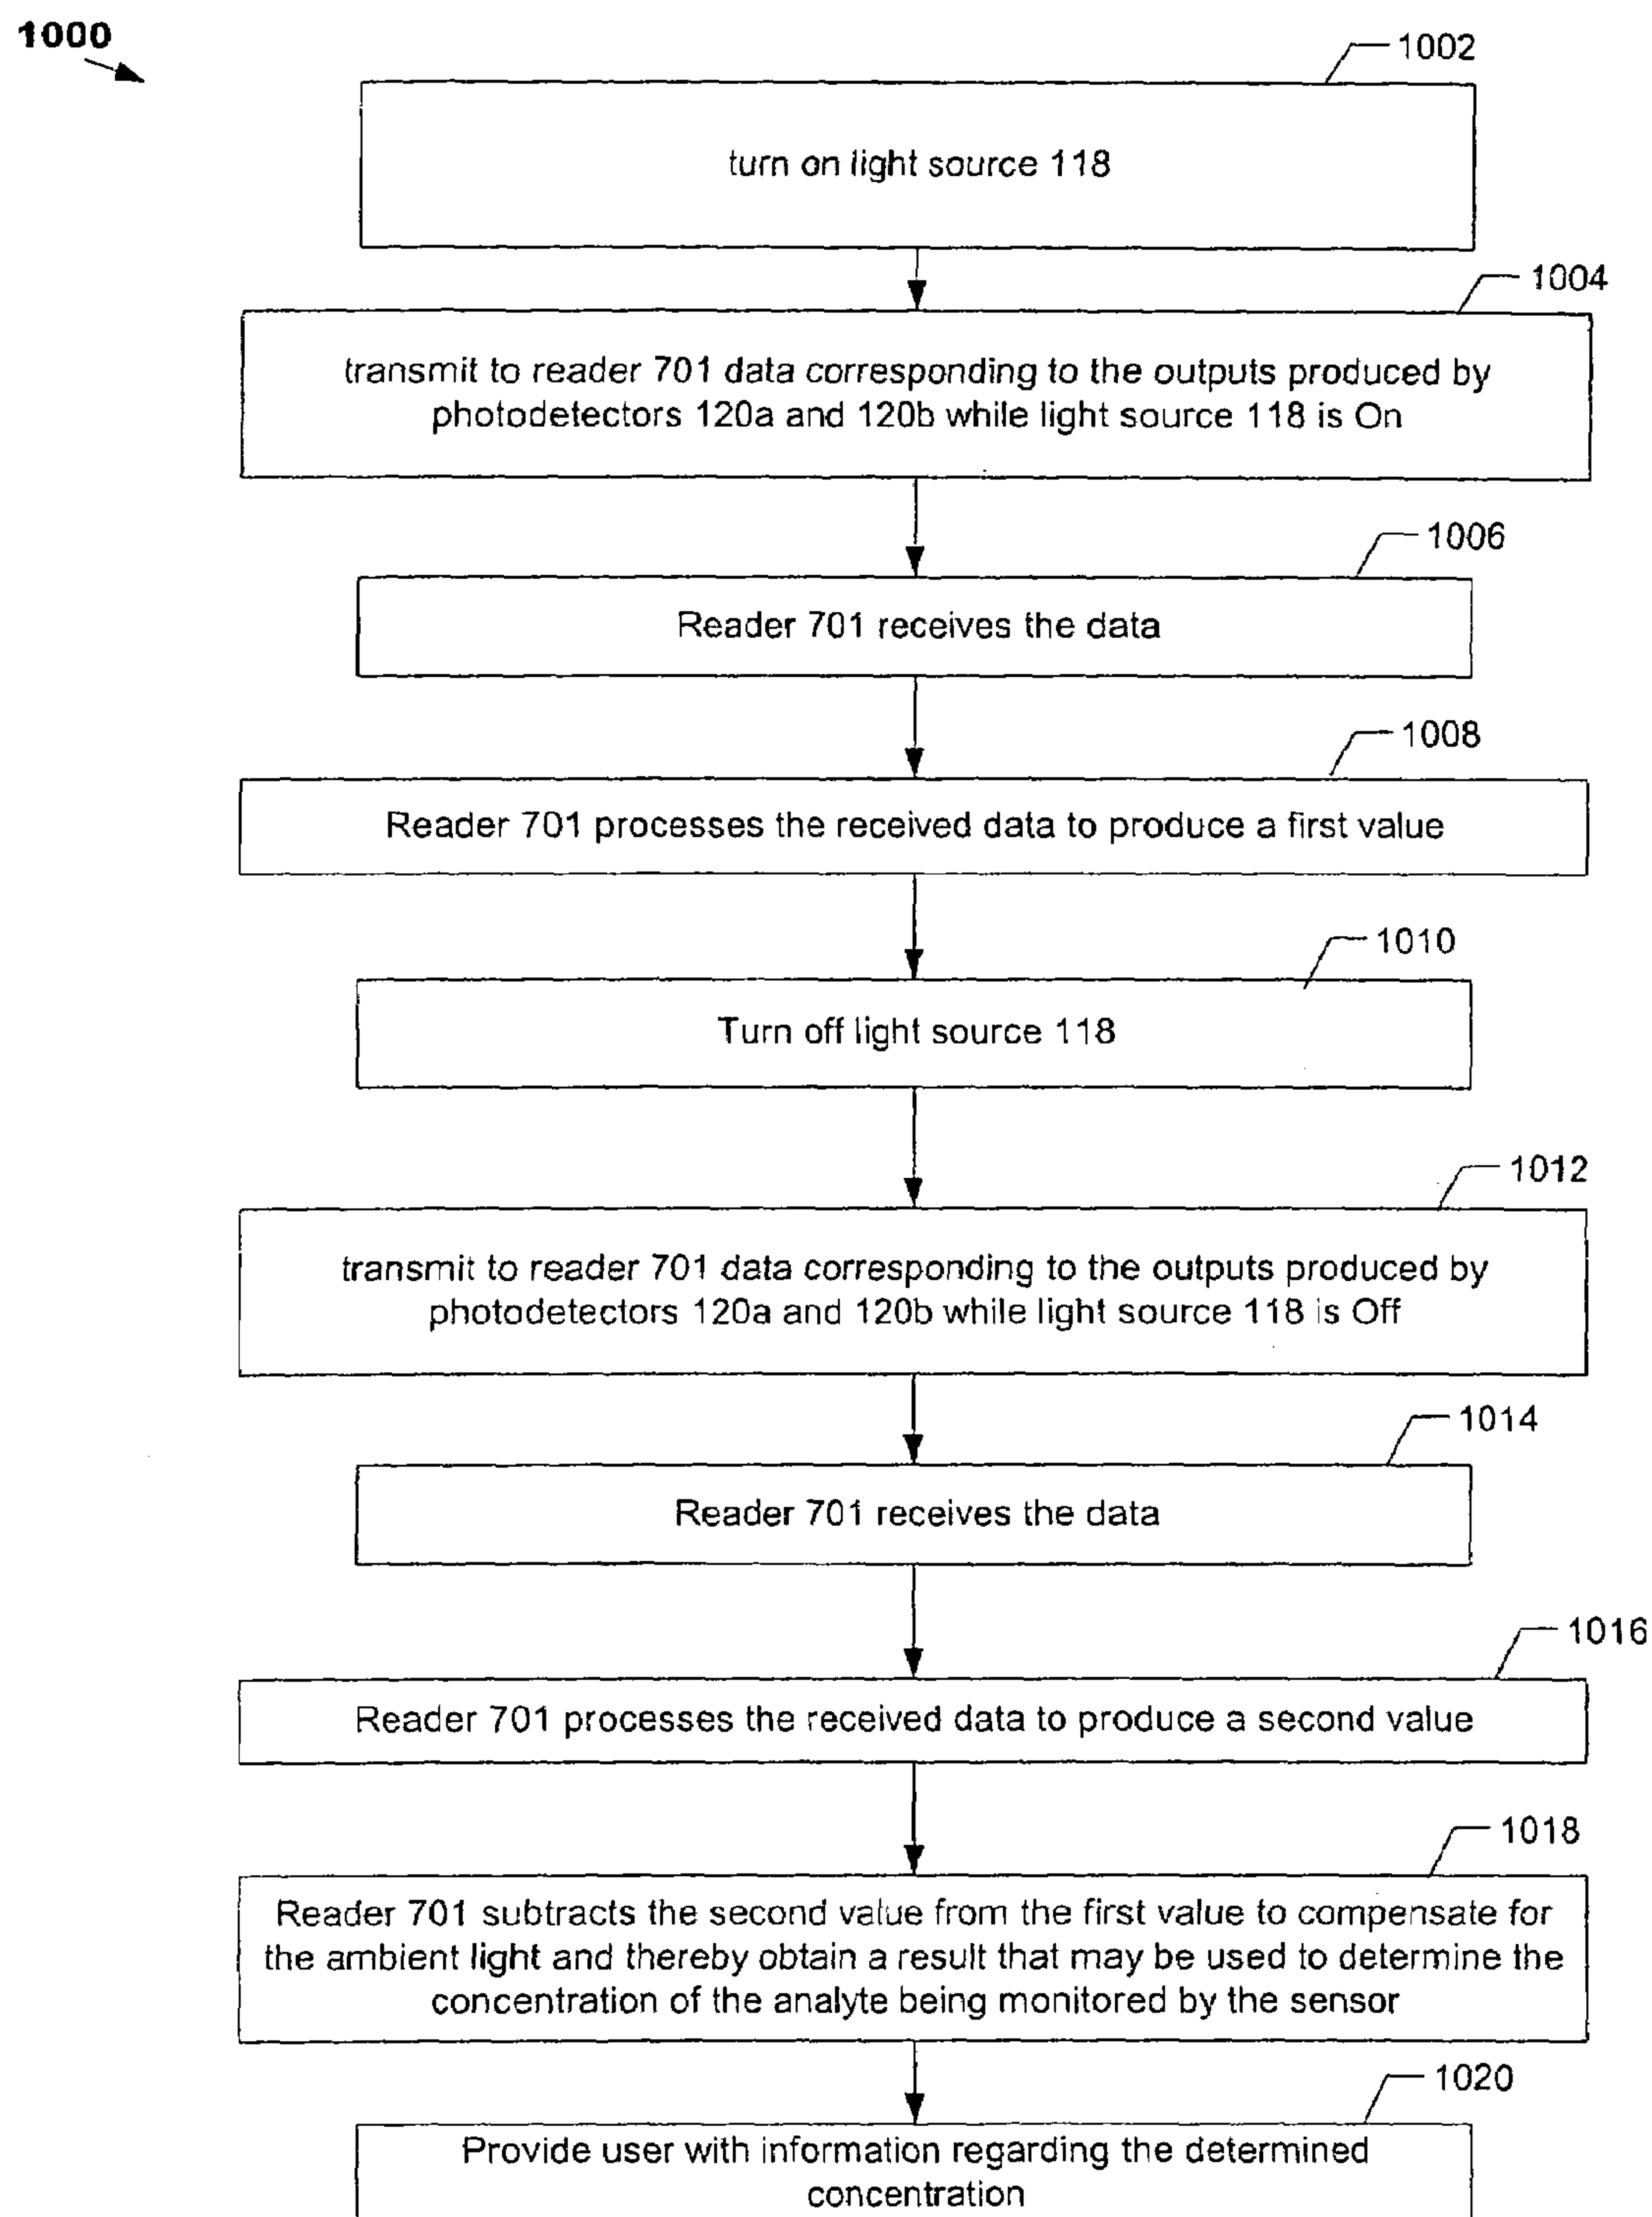 1000
1002
turn on light source 118
1004
transmit to reader 701 data corresponding to the outputs produced by
photodetectors 120a and 120b while light source 118 is On
1006
Reader 701 receives the data
1008
Reader 701 processes the received data to produce a first value
1010
Turn off light source 118
1012
transmit to reader 701 data corresponding to the outputs produced by
photodetectors 120a and 120b while light source 118 is Off
1014
Reader 701 receives the data
1016
Reader 701 processes the received data to produce a second value
1018
Reader 701 subtracts the second value from the first value to compensate for
the ambient light and thereby obtain a result that may be used to determine the
concentration of the analyte being monitored by the sensor
1020
Provide user with information regarding the determined
concentration